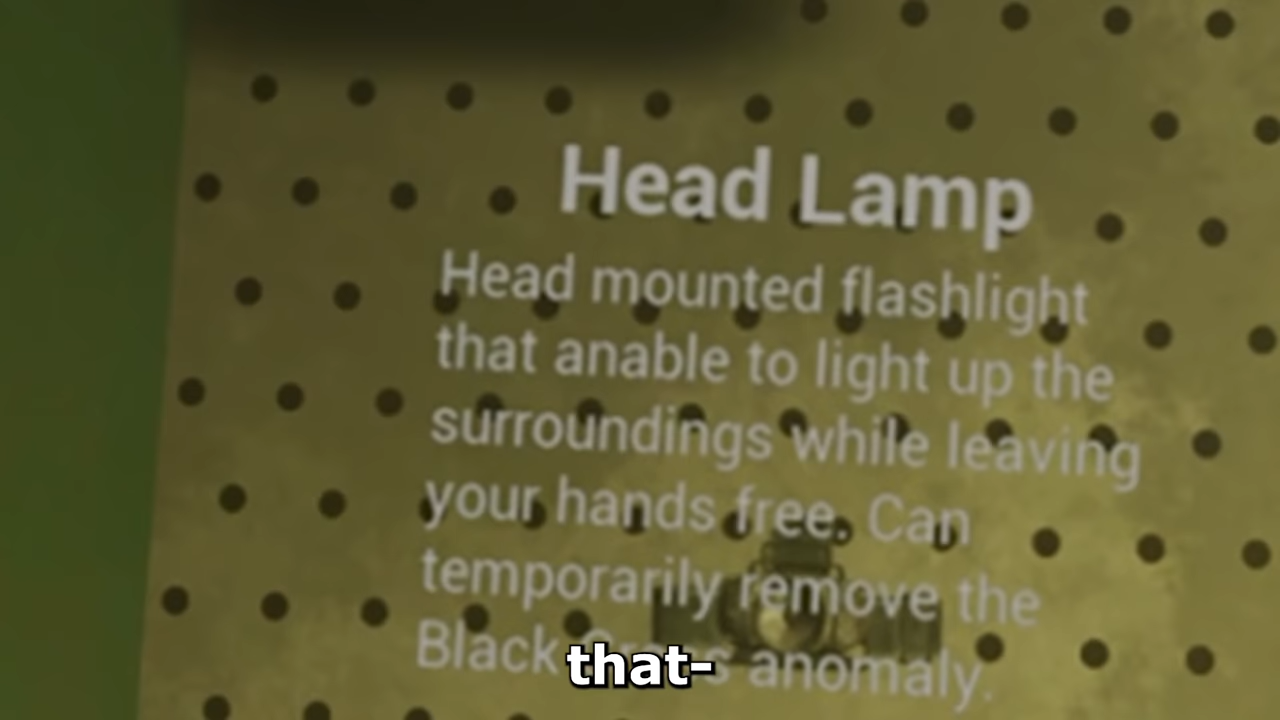 Head Lamp
Head mounted flashlight
that anable to light up the
surroundings while leaving
your hands free. Can
temporarily remove the
Black anomaly.
that-